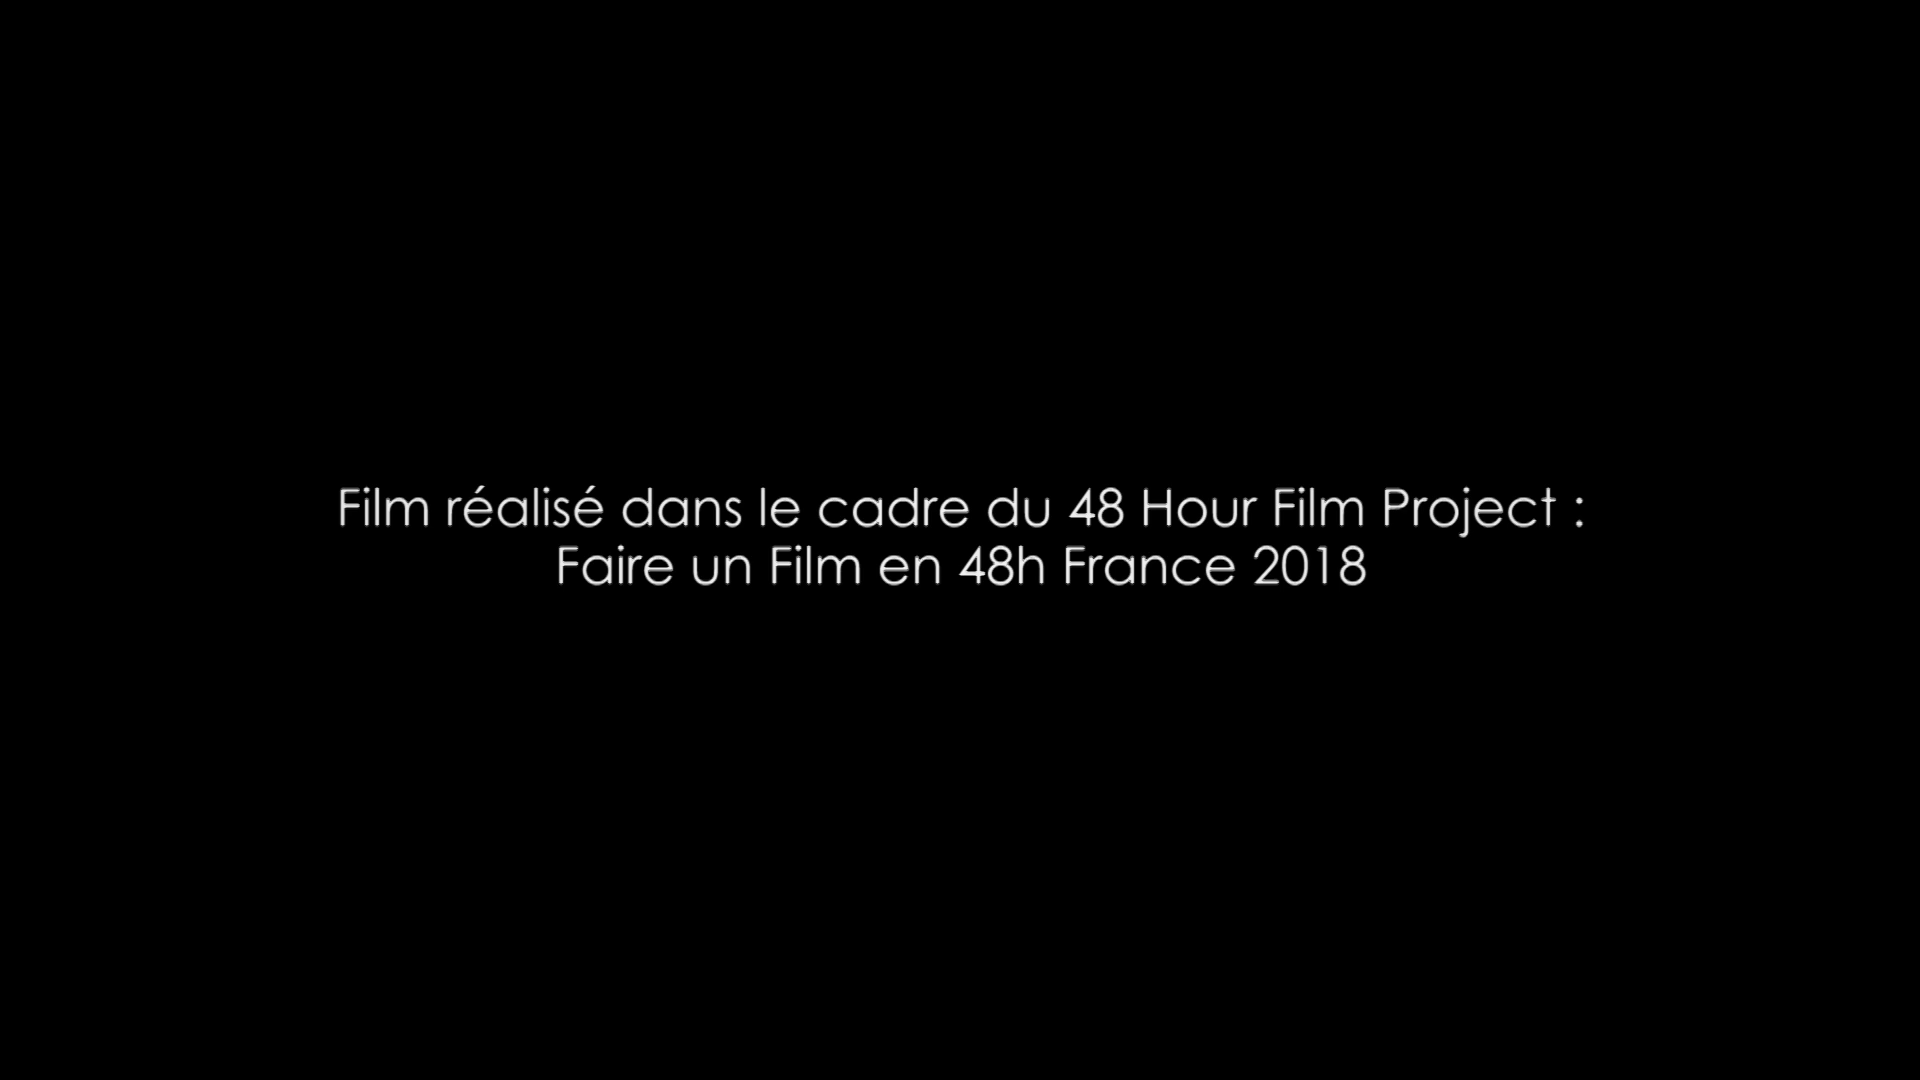 Film réalisé dans le cadre du 48 Hour Film Project :
Faire un Film en 48h France 2018